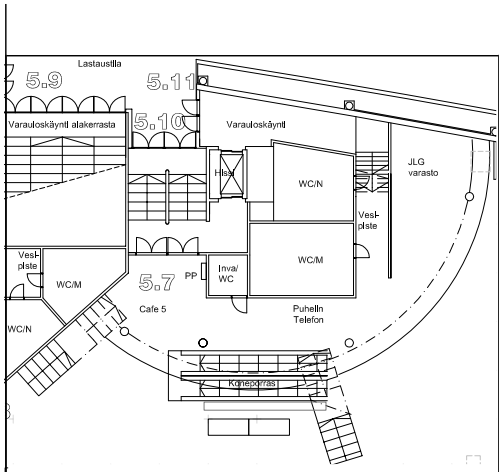 Lastaustila
5.9
5.11
Varauloskäynti alakerrasta
5.10
Varauloskäynti
Hissi
WC/N
JLG
varasto
Vesi-
piste
Vesi-
piste
WC/M
5.7
PP
Inva/
WC
WC/M
Cafe 5
Puhelin
Telefon
WC/N
Koneporras